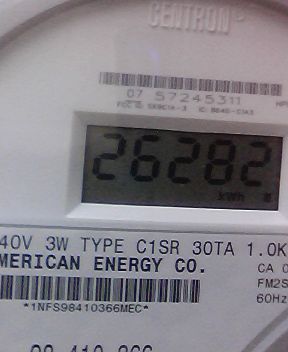 CENTRON
07 57245311
26282
kWh
40V 3W TYPE C1SR 30TA 1.0K
MERICAN ENERGY CO.
CA 0
FM2S
60Hz
*1NFS98410366MEC*